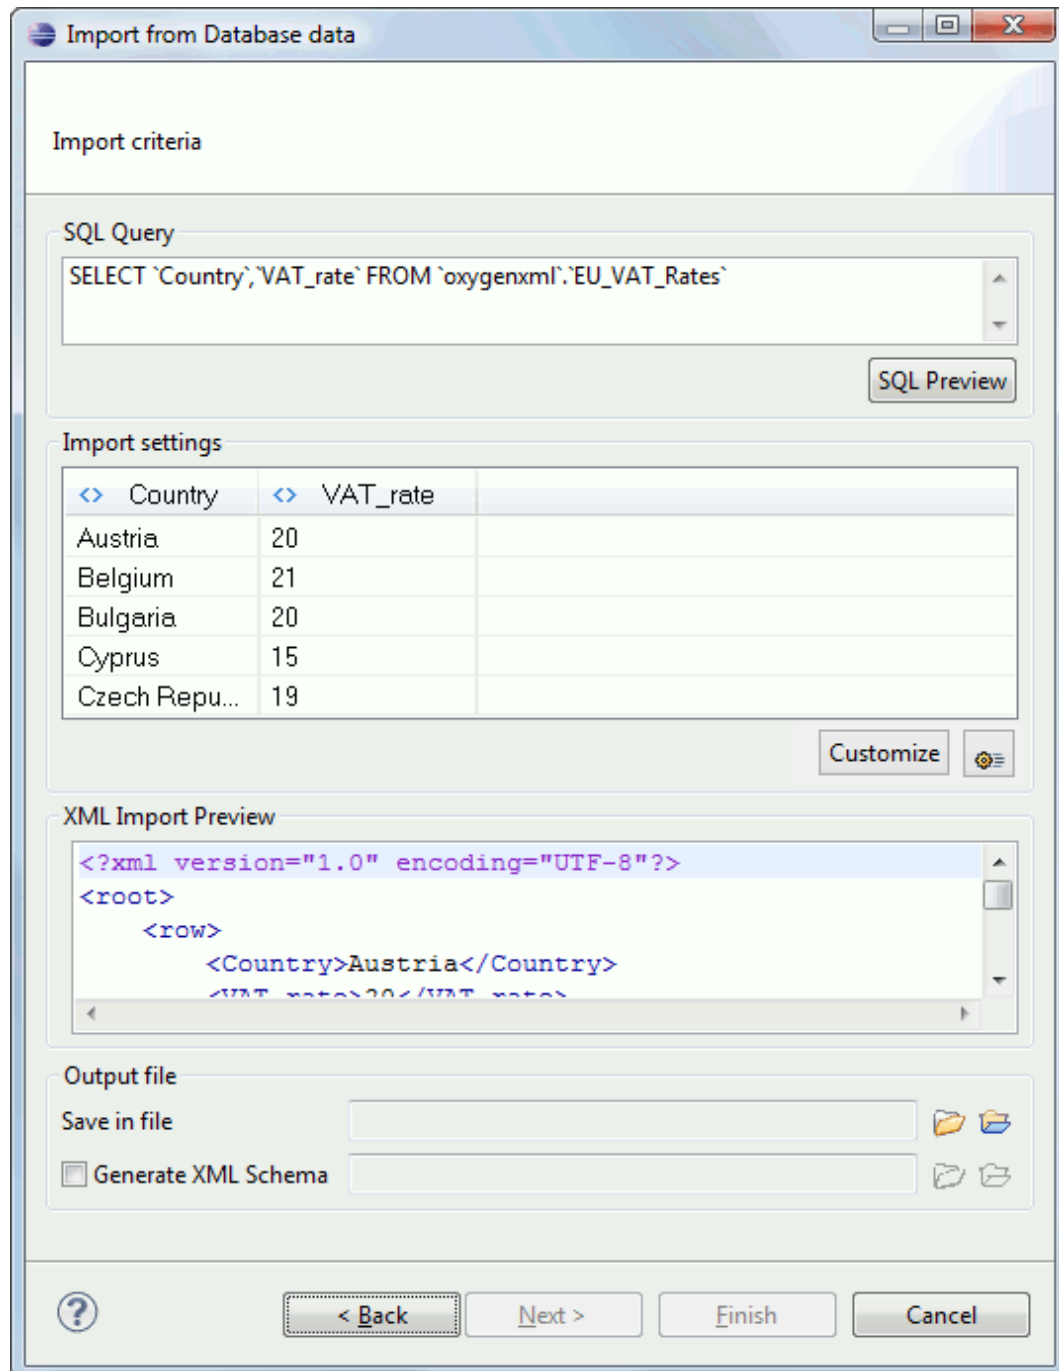 Import from Database data
Import criteria
SQL Query
SELECT `Country`,`VAT_rate` FROM `oxygenxml`.`EU_VAT_Rates`
SQL Preview
Import settings
<> Country <> VAT_rate
Austria 20
Belgium 21
Bulgaria 20
Cyprus 15
Czech Repu... 19
Customize
XML Import Preview
<?xml version="1.0" encoding="UTF-8"?>
<root>
<row>
<Country>Austria</Country>
<VAT_rate>20</VAT_rate>
Output file
Save in file
Generate XML Schema
< Back Next > Finish Cancel